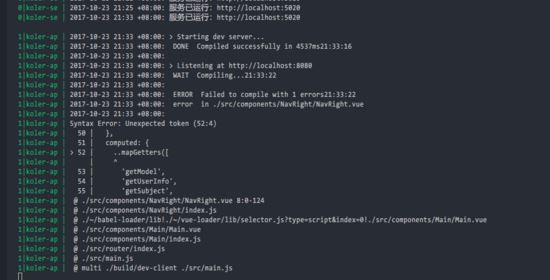 0|koler-se | 2017-10-23 21:25 +08:00: 服务已运行: http://localhost:5020
0|koler-se | 2017-10-23 21:33 +08:00: 服务已运行: http://localhost:5020
1|koler-ap | 2017-10-23 21:33 +08:00: > Starting dev server...
1|koler-ap | 2017-10-23 21:33 +08:00:  DONE  Compiled successfully in 4537ms21:33:16
1|koler-ap | 2017-10-23 21:33 +08:00:
1|koler-ap | 2017-10-23 21:33 +08:00: > Listening at http://localhost:8080
1|koler-ap | 2017-10-23 21:33 +08:00:  WAIT  Compiling...21:33:22
1|koler-ap | 2017-10-23 21:33 +08:00:
1|koler-ap | 2017-10-23 21:33 +08:00:  ERROR  Failed to compile with 1 errors21:33:22
1|koler-ap | 2017-10-23 21:33 +08:00:  error  in ./src/components/NavRight/NavRight.vue
1|koler-ap | 2017-10-23 21:33 +08:00:
1|koler-ap | Syntax Error: Unexpected token (52:4)
1|koler-ap |   50 |   },
1|koler-ap |   51 |   computed: {
1|koler-ap | > 52 |     ..mapGetters([
1|koler-ap |      |     ^
1|koler-ap |   53 |       'getModel',
1|koler-ap |   54 |       'getUserInfo',
1|koler-ap |   55 |       'getSubject',
1|koler-ap |  @ ./src/components/NavRight/NavRight.vue 8:0-124
1|koler-ap |  @ ./src/components/NavRight/index.js
1|koler-ap |  @ ./~/babel-loader/lib!./~/vue-loader/lib/selector.js?type=script&index=0!./src/components/Main/Main.vue
1|koler-ap |  @ ./src/components/Main/Main.vue
1|koler-ap |  @ ./src/components/Main/index.js
1|koler-ap |  @ ./src/router/index.js
1|koler-ap |  @ ./src/main.js
1|koler-ap |  @ multi ./build/dev-client ./src/main.js